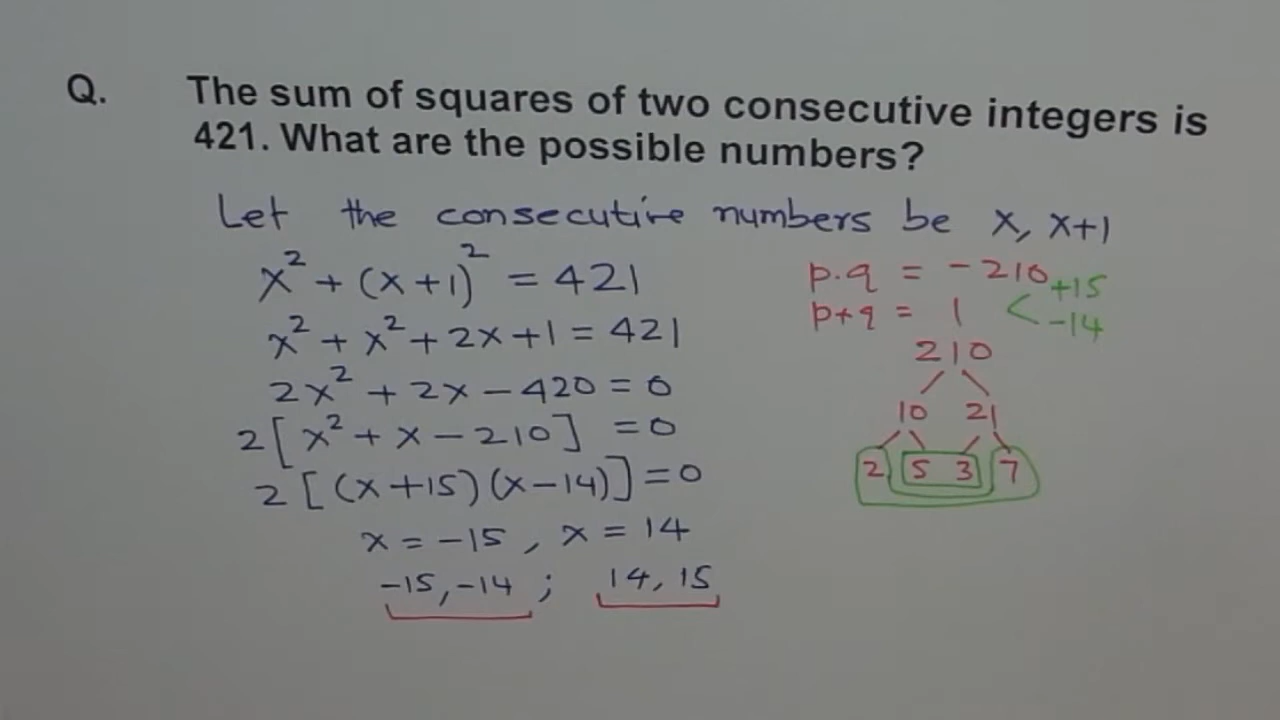 Q. The sum of squares of two consecutive integers is
421. What are the possible numbers?
Let the consecutive numbers be x, x+1
x² + (x+1)² = 421
x² + x² + 2x + 1 = 421
2x² + 2x - 420 = 0
2[x² + x - 210] = 0
2[(x+15)(x-14)] = 0
x = -15, x = 14
-15, -14 ; 14, 15
p.q = -210
+15
p+q = 1 <
-14
210
10 21
2 5 3 7